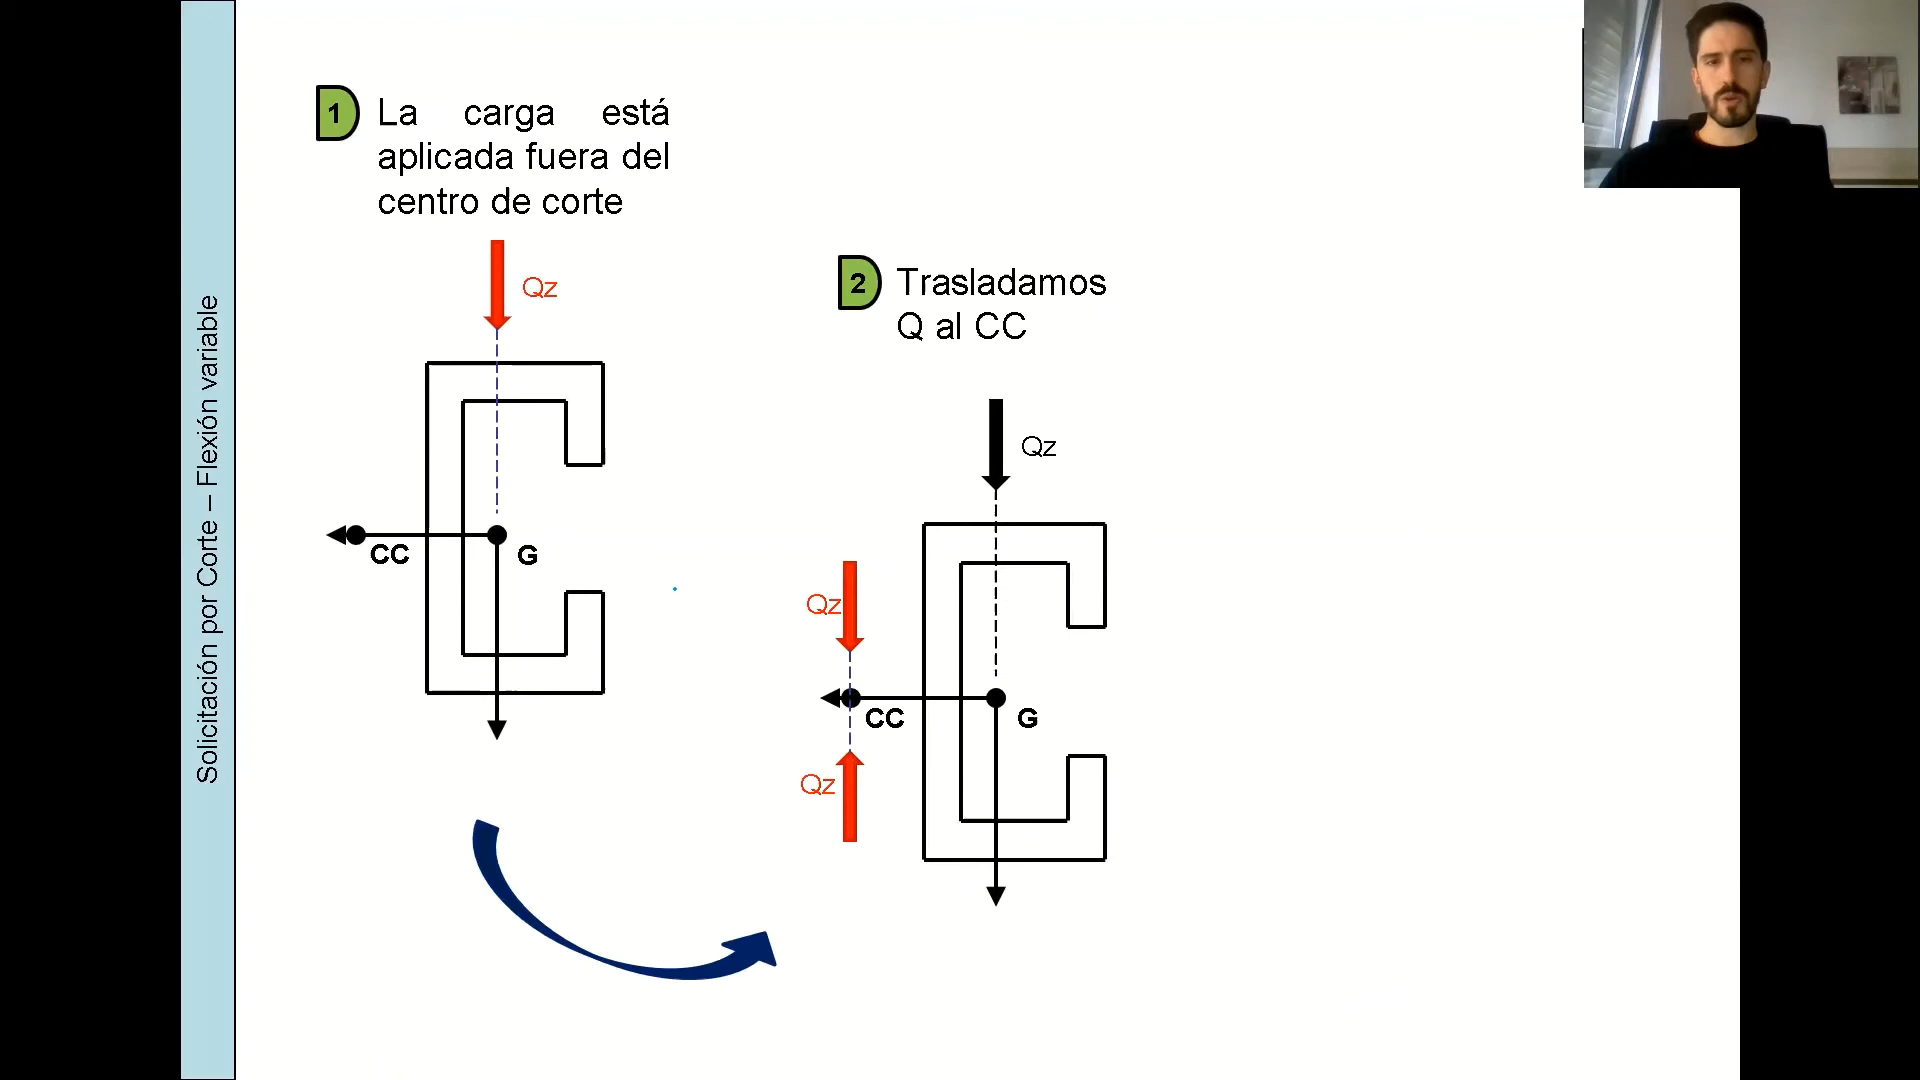 Solicitación por Corte – Flexión variable
1
La carga está
aplicada fuera del
centro de corte
Qz
CC
G
2
Trasladamos
Q al CC
Qz
Qz
CC
G
Qz